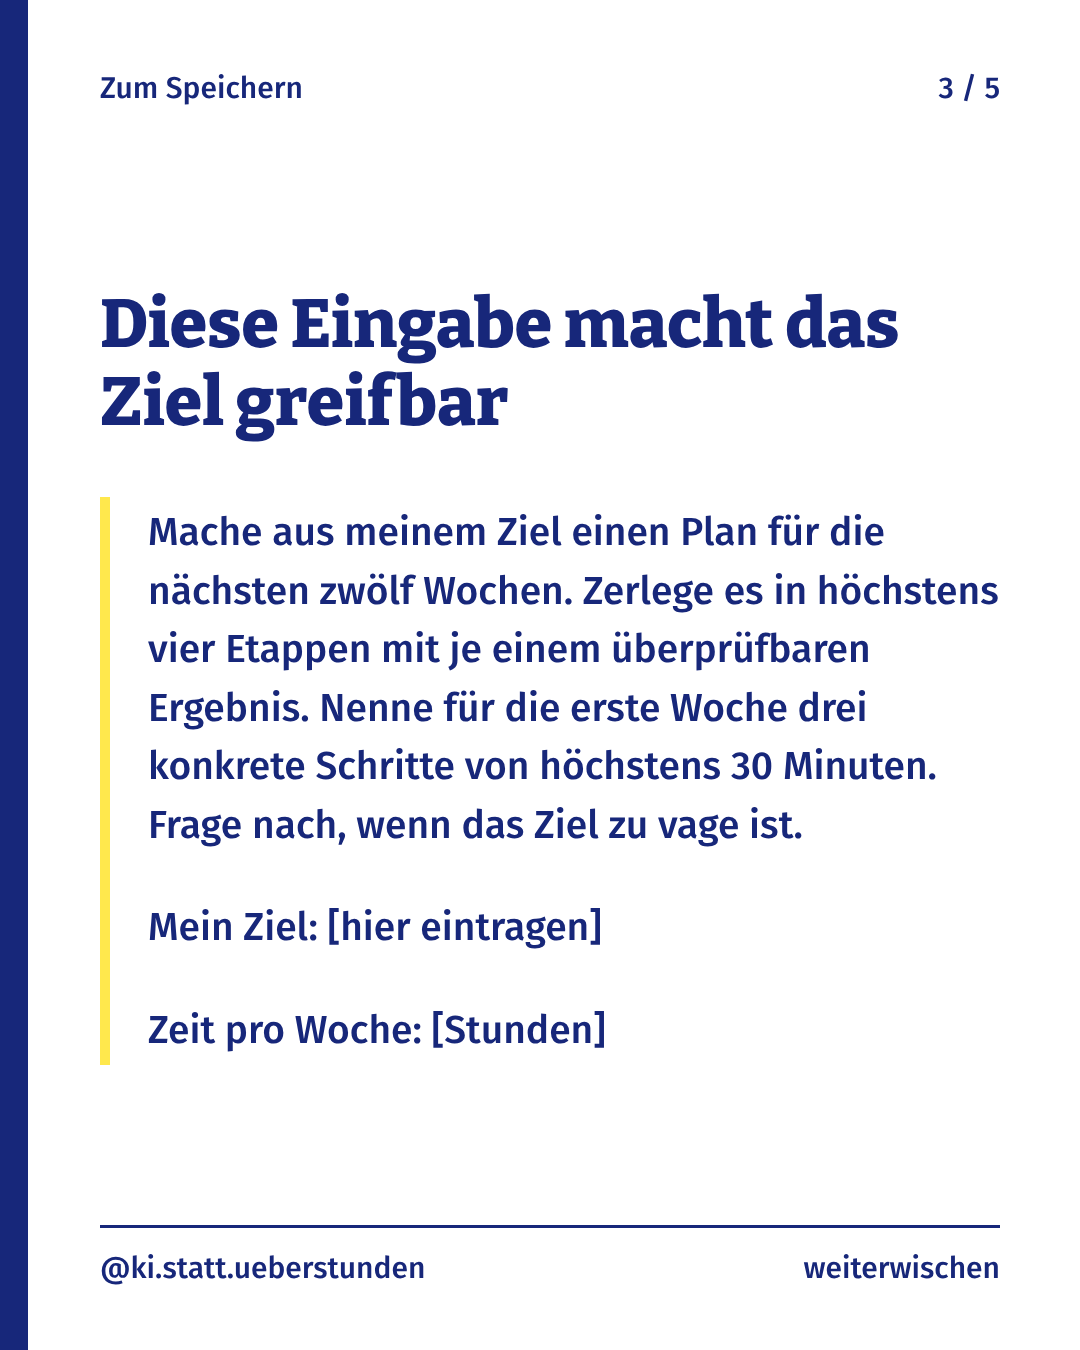 Zum Speichern
3 / 5
Diese Eingabe macht das
Ziel greifbar
Mache aus meinem Ziel einen Plan für die
nächsten zwölf Wochen. Zerlege es in höchstens
vier Etappen mit je einem überprüfbaren
Ergebnis. Nenne für die erste Woche drei
konkrete Schritte von höchstens 30 Minuten.
Frage nach, wenn das Ziel zu vage ist.
Mein Ziel: [hier eintragen]
Zeit pro Woche: [Stunden]
@ki.statt.ueberstunden
weiterwischen